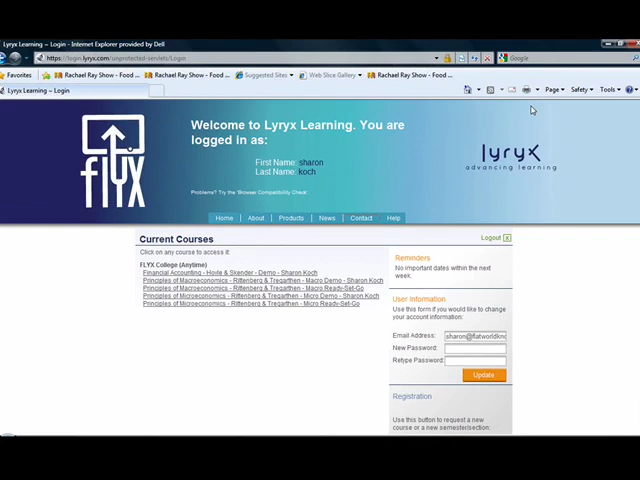 Lyryx Learning ~ Login - Internet Explorer provided by Dell
https://login.lyryx.com/unprotected-servlets/Login
Google
Favorites
Rachael Ray Show - Food ...
Rachael Ray Show - Food ...
Suggested Sites
Web Slice Gallery
Rachael Ray Show - Food ...
Lyryx Learning ~ Login
Page
Safety
Tools
flyx
Welcome to Lyryx Learning. You are
logged in as:
First Name: sharon
Last Name: koch
Problems? Try the 'Browser Compatibility Check'
lyryx
advancing learning
Home
About
Products
News
Contact
Help
Current Courses
Logout [x]
Click on any course to access it:
FLYX College (Anytime)
Financial Accounting - Hoyle & Skender - Demo - Sharon Koch
Principles of Macroeconomics - Rittenberg & Tregarthen - Macro Demo - Sharon Koch
Principles of Macroeconomics - Rittenberg & Tregarthen - Macro Ready-Set-Go
Principles of Microeconomics - Rittenberg & Tregarthen - Micro Demo - Sharon Koch
Principles of Microeconomics - Rittenberg & Tregarthen - Micro Ready-Set-Go
Reminders
No important dates within the next
week.
User Information
Use this form if you would like to change
your account information:
Email Address: sharon@flatworldkno
New Password:
Retype Password:
Update
Registration
Use this button to request a new
course or a new semester/section: